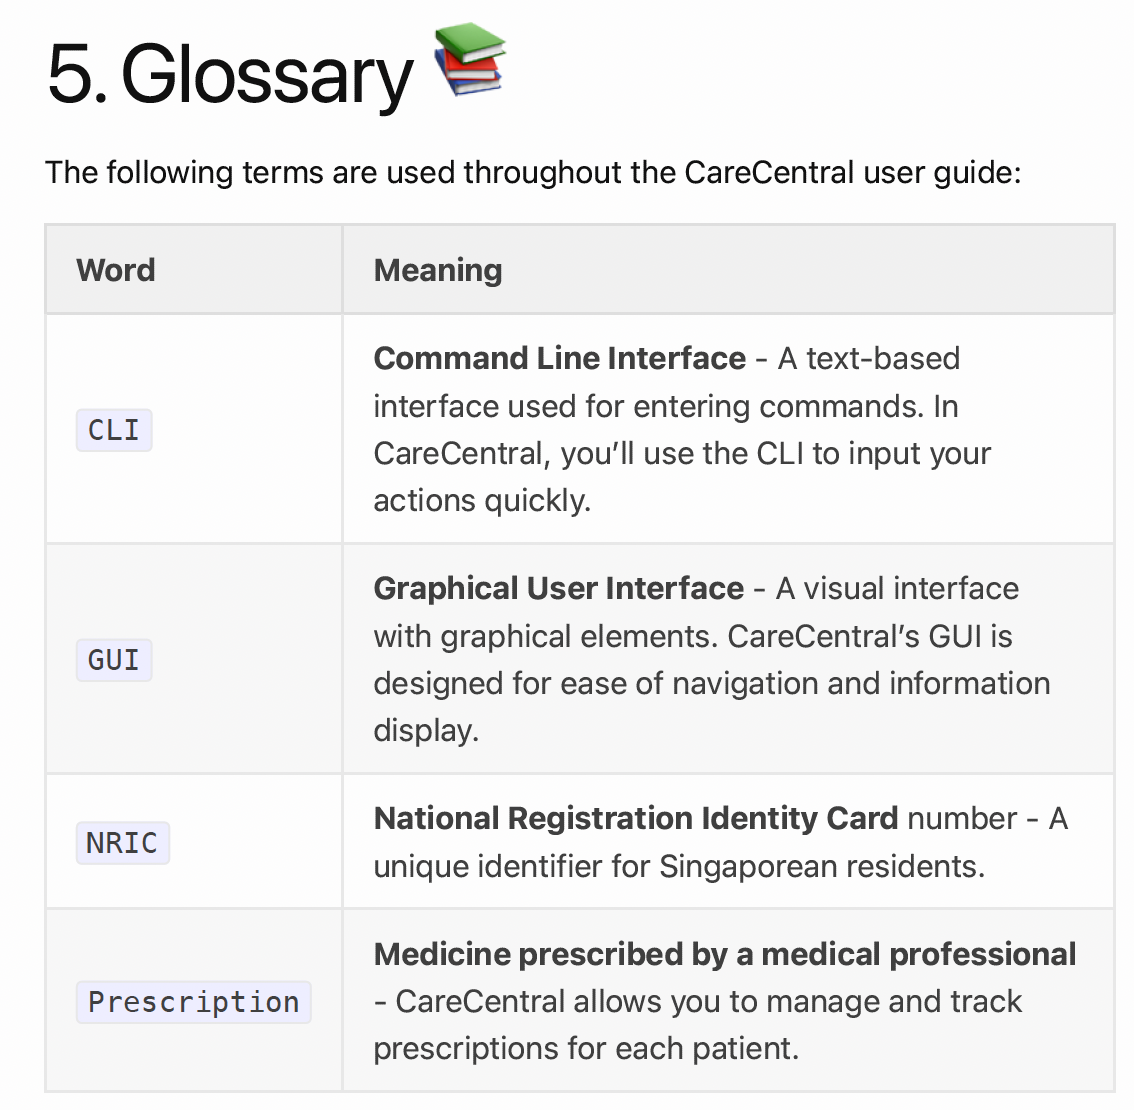 5. Glossary
The following terms are used throughout the CareCentral user guide:
Word
Meaning
CLI
Command Line Interface - A text-based
interface used for entering commands. In
CareCentral, you’ll use the CLI to input your
actions quickly.
GUI
Graphical User Interface - A visual interface
with graphical elements. CareCentral’s GUI is
designed for ease of navigation and information
display.
NRIC
National Registration Identity Card number - A
unique identifier for Singaporean residents.
Prescription
Medicine prescribed by a medical professional
- CareCentral allows you to manage and track
prescriptions for each patient.